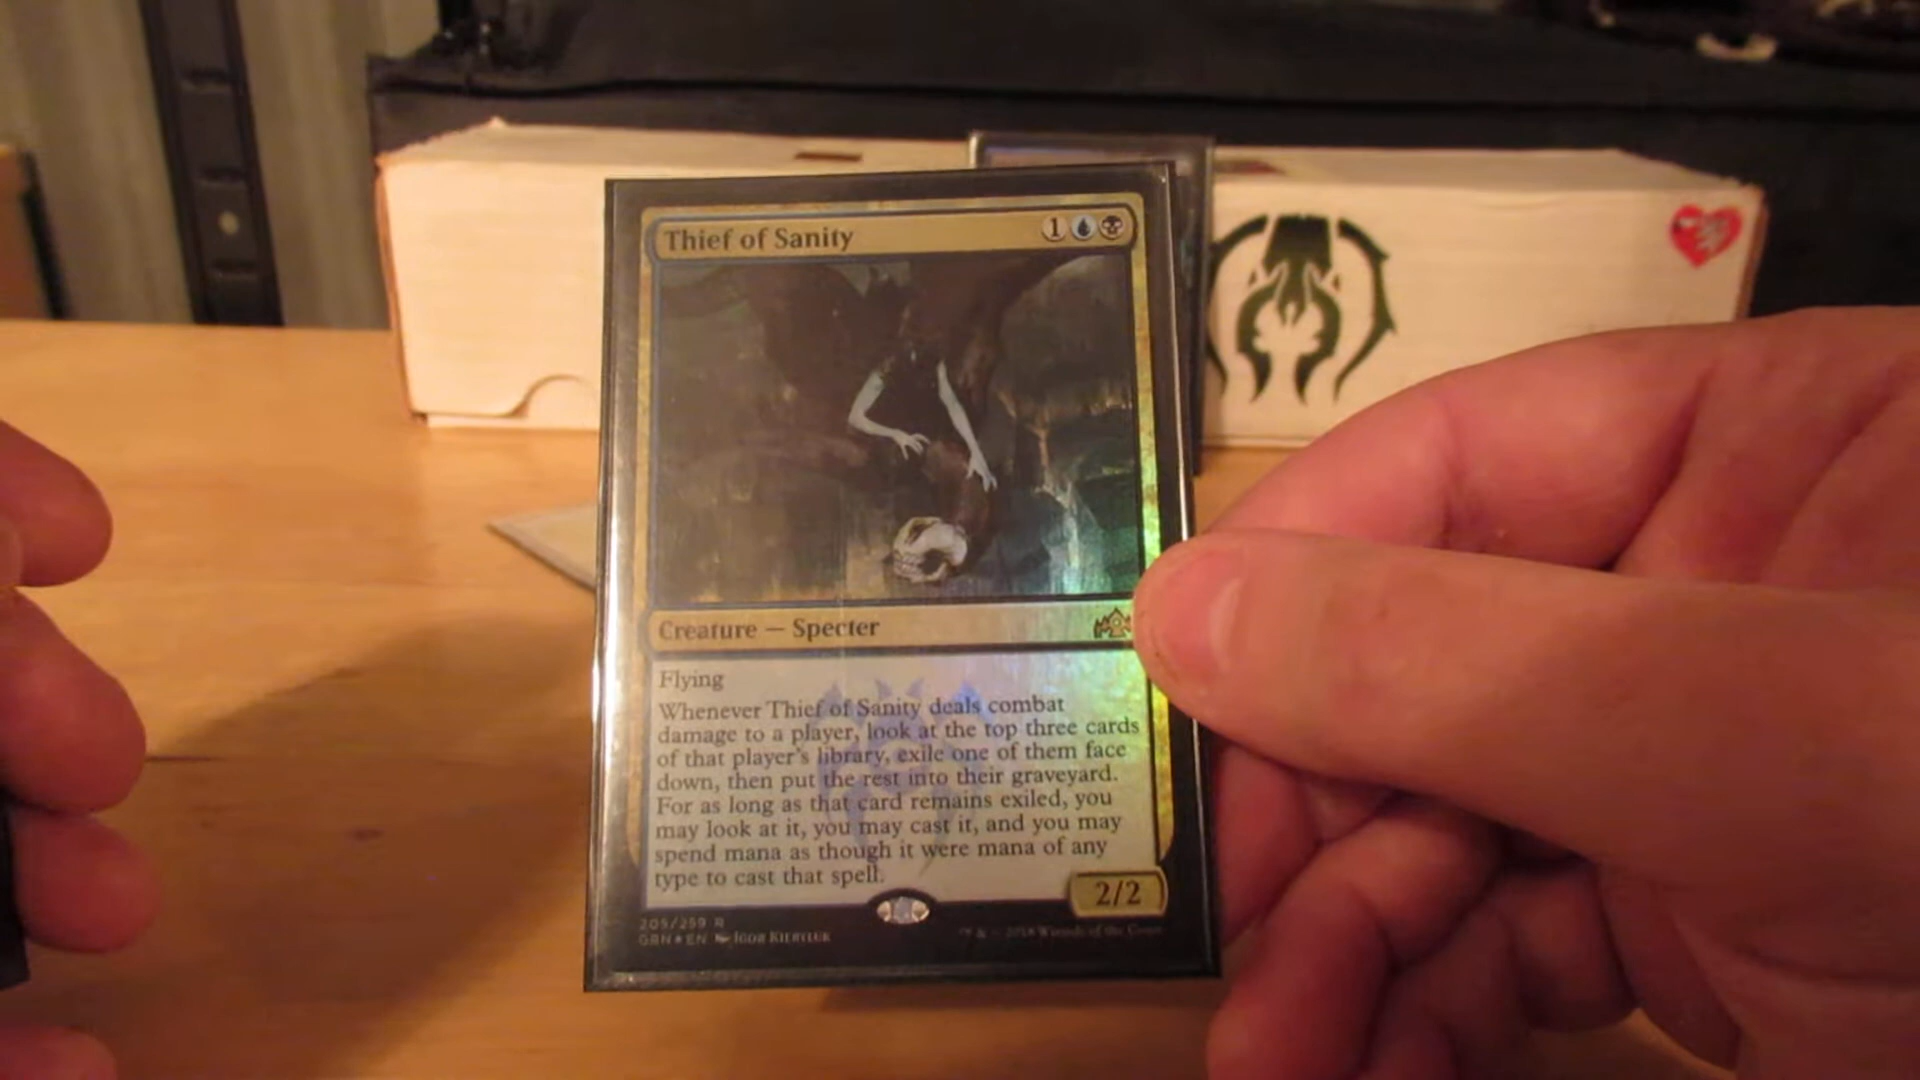 Thief of Sanity 1
Creature — Specter
Flying
Whenever Thief of Sanity deals combat
damage to a player, look at the top three cards
of that player's library, exile one of them face
down, then put the rest into their graveyard.
For as long as that card remains exiled, you
may look at it, you may cast it, and you may
spend mana as though it were mana of any
type to cast that spell.
2/2
205/259 R
GRN★EN Igor Kieryluk
™ & © 2018 Wizards of the Coast